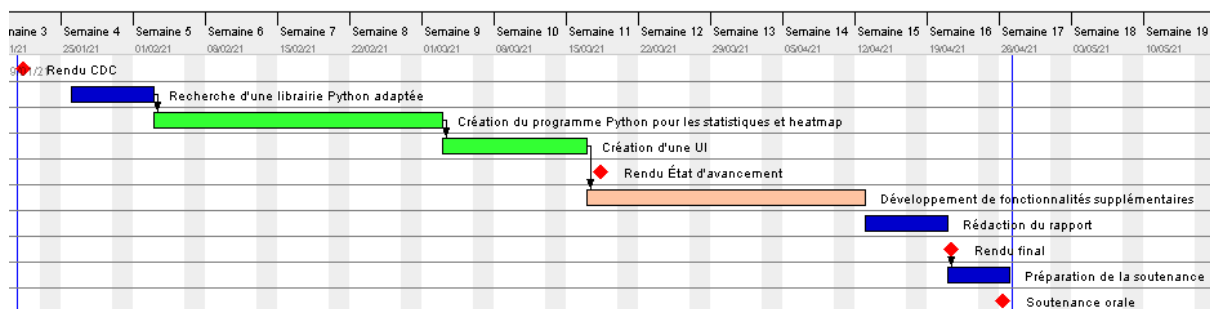 naine 3 Semaine 4 Semaine 5 Semaine 6 Semaine 7 Semaine 8 Semaine 9 Semaine 10 Semaine 11 Semaine 12 Semaine 13 Semaine 14 Semaine 15 Semaine 16 Semaine 17 Semaine 18 Semaine 19
1/21 25/01/21 01/02/21 08/02/21 15/02/21 22/02/21 01/03/21 08/03/21 15/03/21 22/03/21 29/03/21 05/04/21 12/04/21 19/04/21 26/04/21 03/05/21 10/05/21
Rendu CDC
Recherche d'une librairie Python adaptée
Création du programme Python pour les statistiques et heatmap
Création d'une UI
Rendu État d'avancement
Développement de fonctionnalités supplémentaires
Rédaction du rapport
Rendu final
Préparation de la soutenance
Soutenance orale